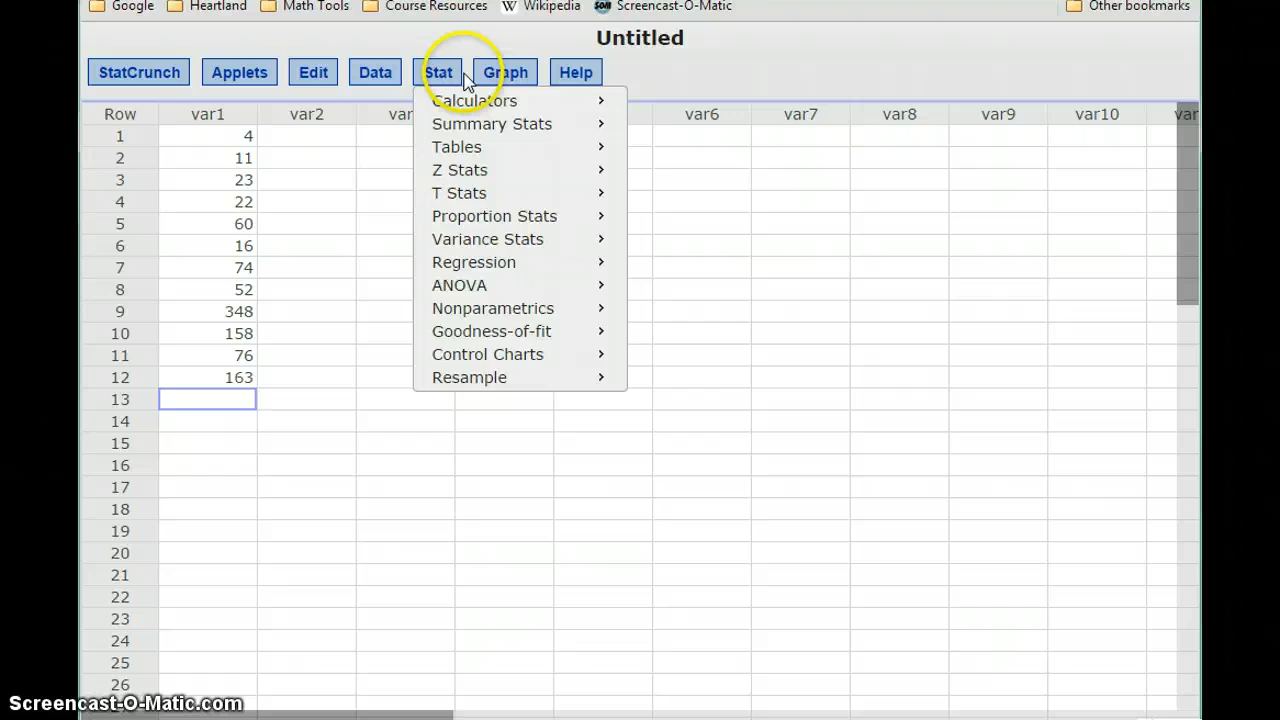 Google Heartland Math Tools Course Resources W Wikipedia SOM Screencast-O-Matic Other bookmarks
Untitled
StatCrunch Applets Edit Data Stat Graph Help
Row var1 var2 var6 var7 var8 var9 var10
1 4
2 11
3 23
4 22
5 60
6 16
7 74
8 52
9 348
10 158
11 76
12 163
13
14
15
16
17
18
19
20
21
22
23
24
25
26
Calculators
Summary Stats
Tables
Z Stats
T Stats
Proportion Stats
Variance Stats
Regression
ANOVA
Nonparametrics
Goodness-of-fit
Control Charts
Resample
Screencast-O-Matic.com